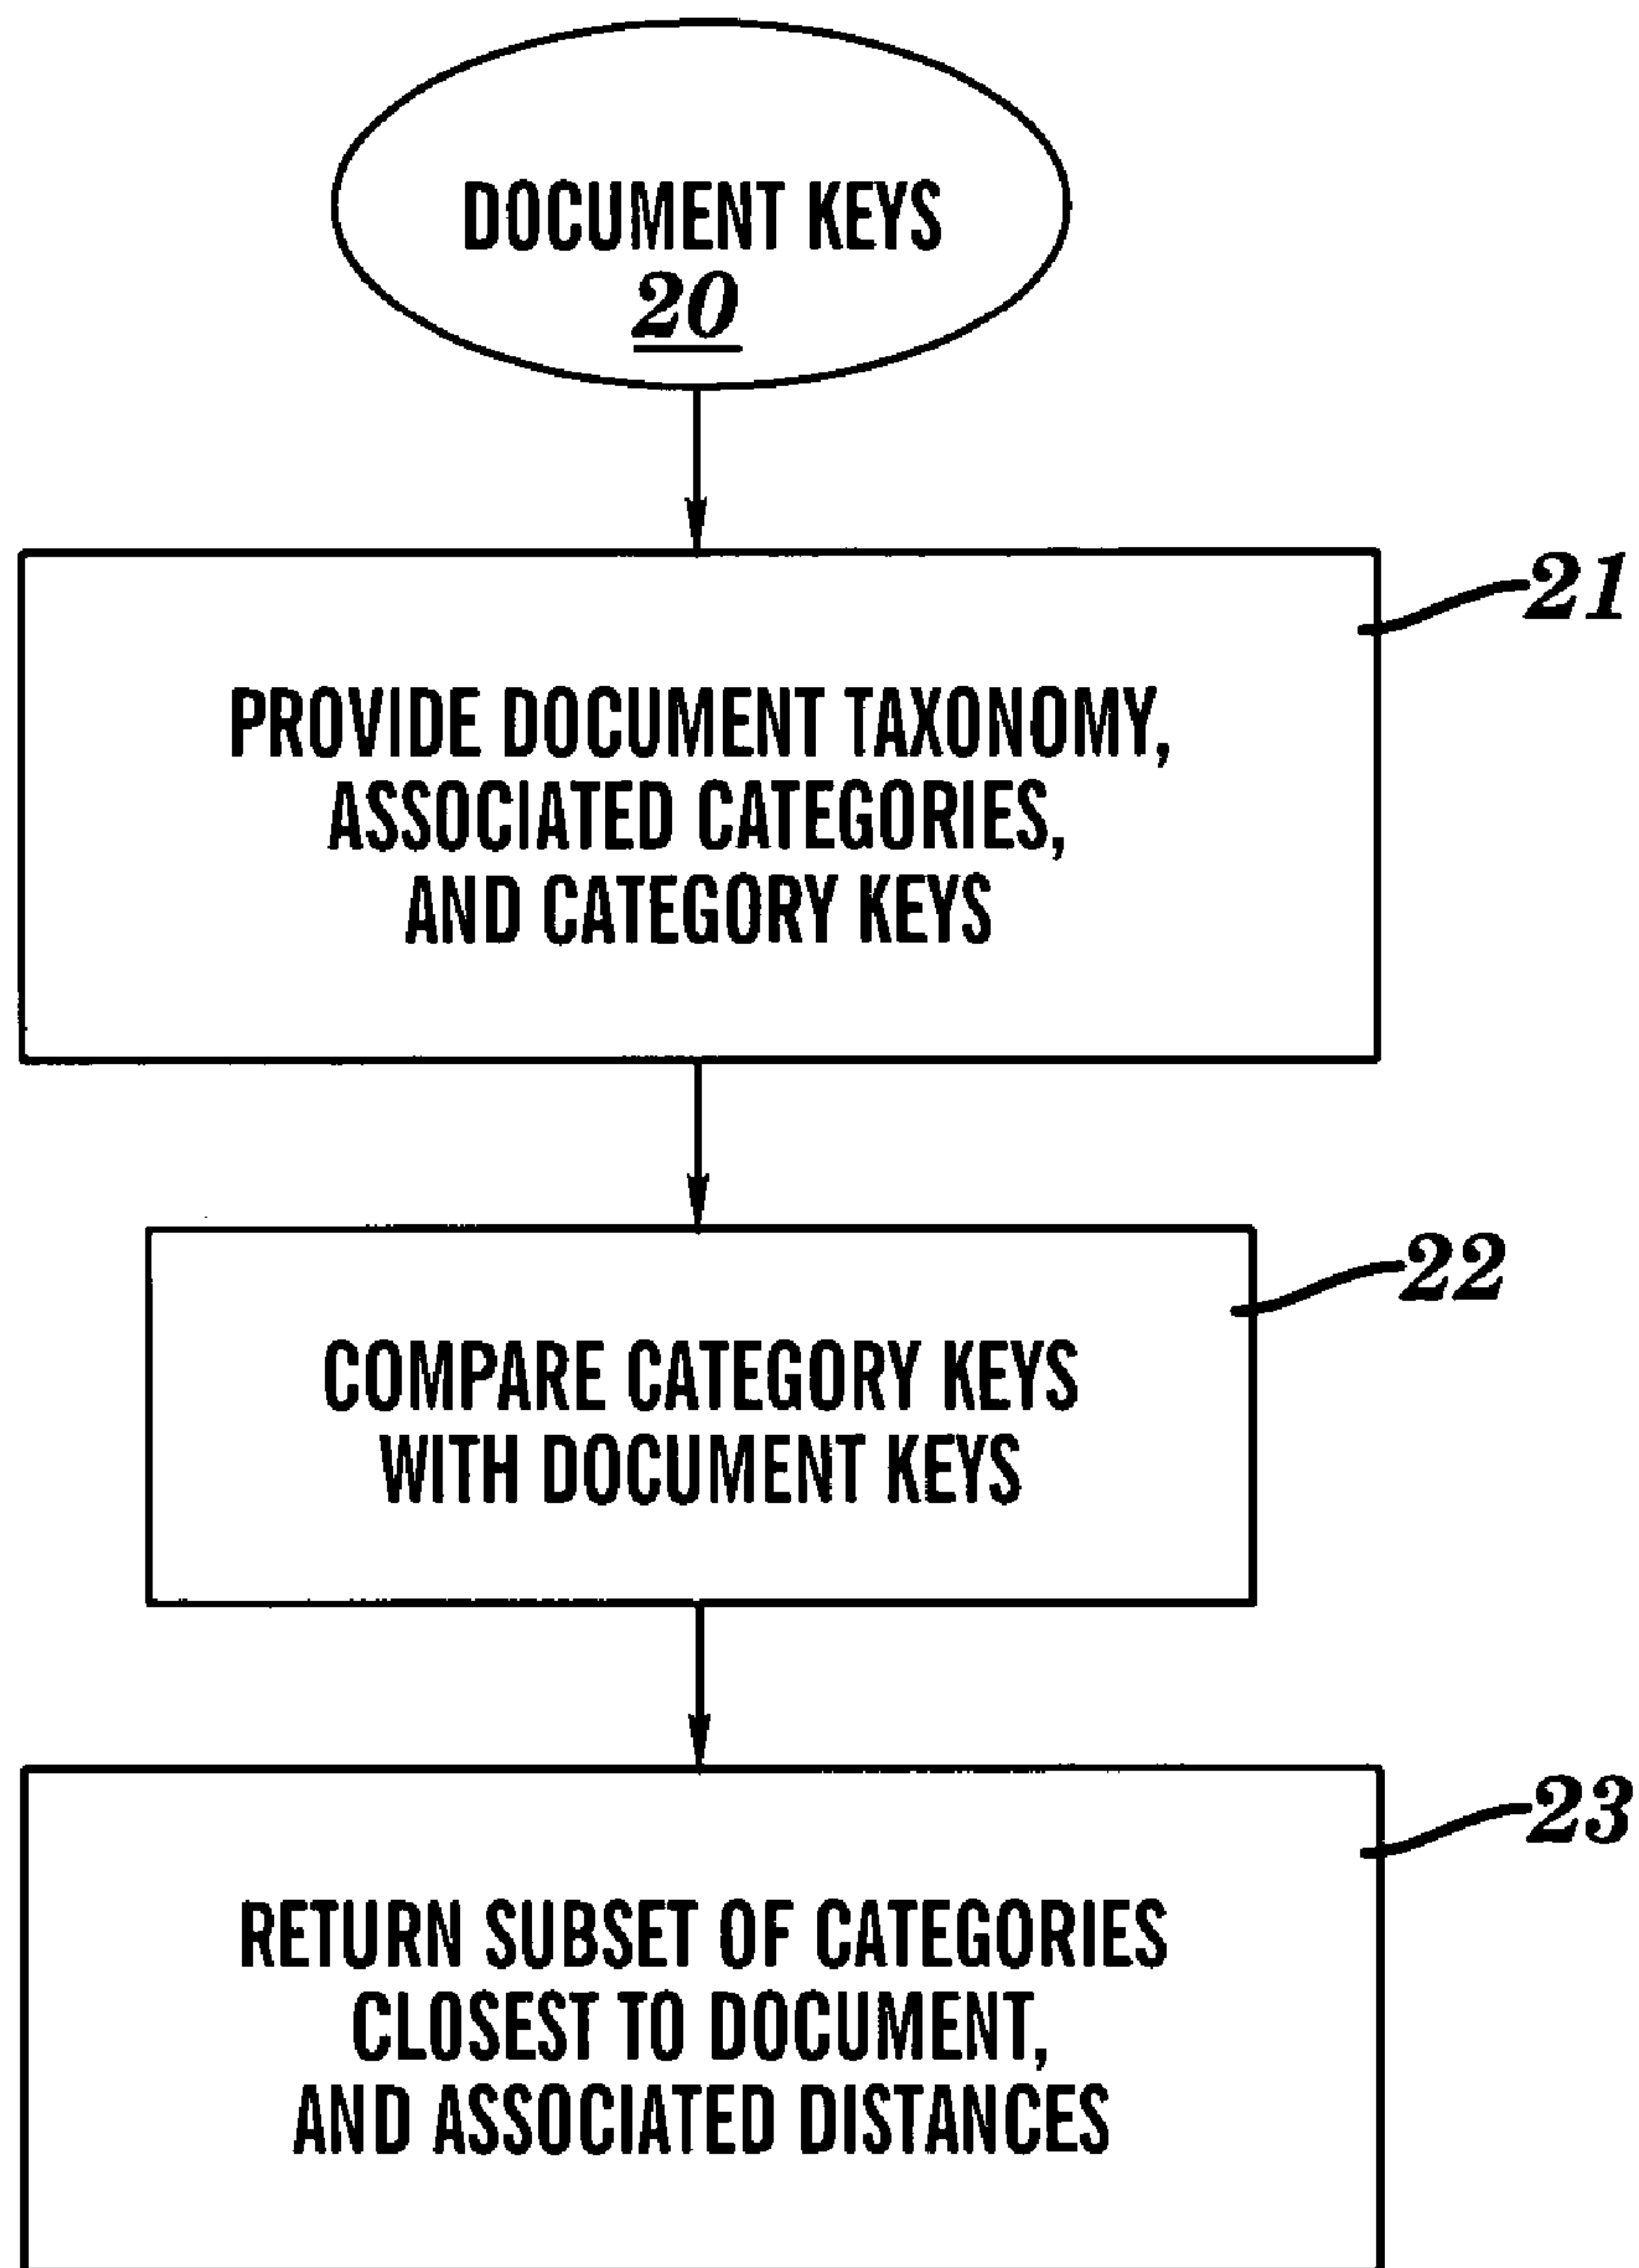 DOCUMENT KEYS
20
21
PROVIDE DOCUMENT TAXONOMY,
ASSOCIATED CATEGORIES,
AND CATEGORY KEYS
22
COMPARE CATEGORY KEYS
WITH DOCUMENT KEYS
23
RETURN SUBSET OF CATEGORIES
CLOSEST TO DOCUMENT,
AND ASSOCIATED DISTANCES